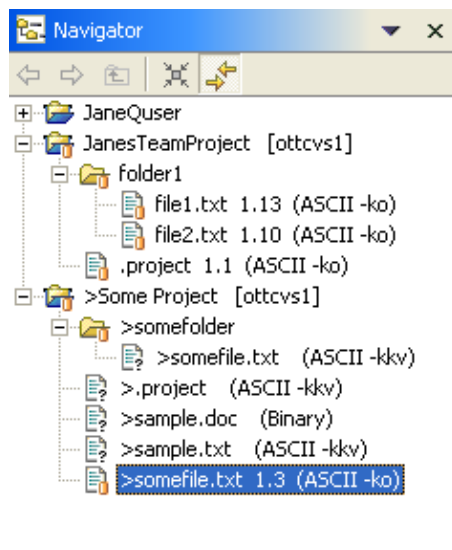 Navigator
JaneQuser
JanesTeamProject [ottcvs1]
folder1
file1.txt 1.13 (ASCII -ko)
file2.txt 1.10 (ASCII -ko)
.project 1.1 (ASCII -ko)
>Some Project [ottcvs1]
>somefolder
>somefile.txt (ASCII -kkv)
>.project (ASCII -kkv)
>sample.doc (Binary)
>sample.txt (ASCII -kkv)
>somefile.txt 1.3 (ASCII -ko)